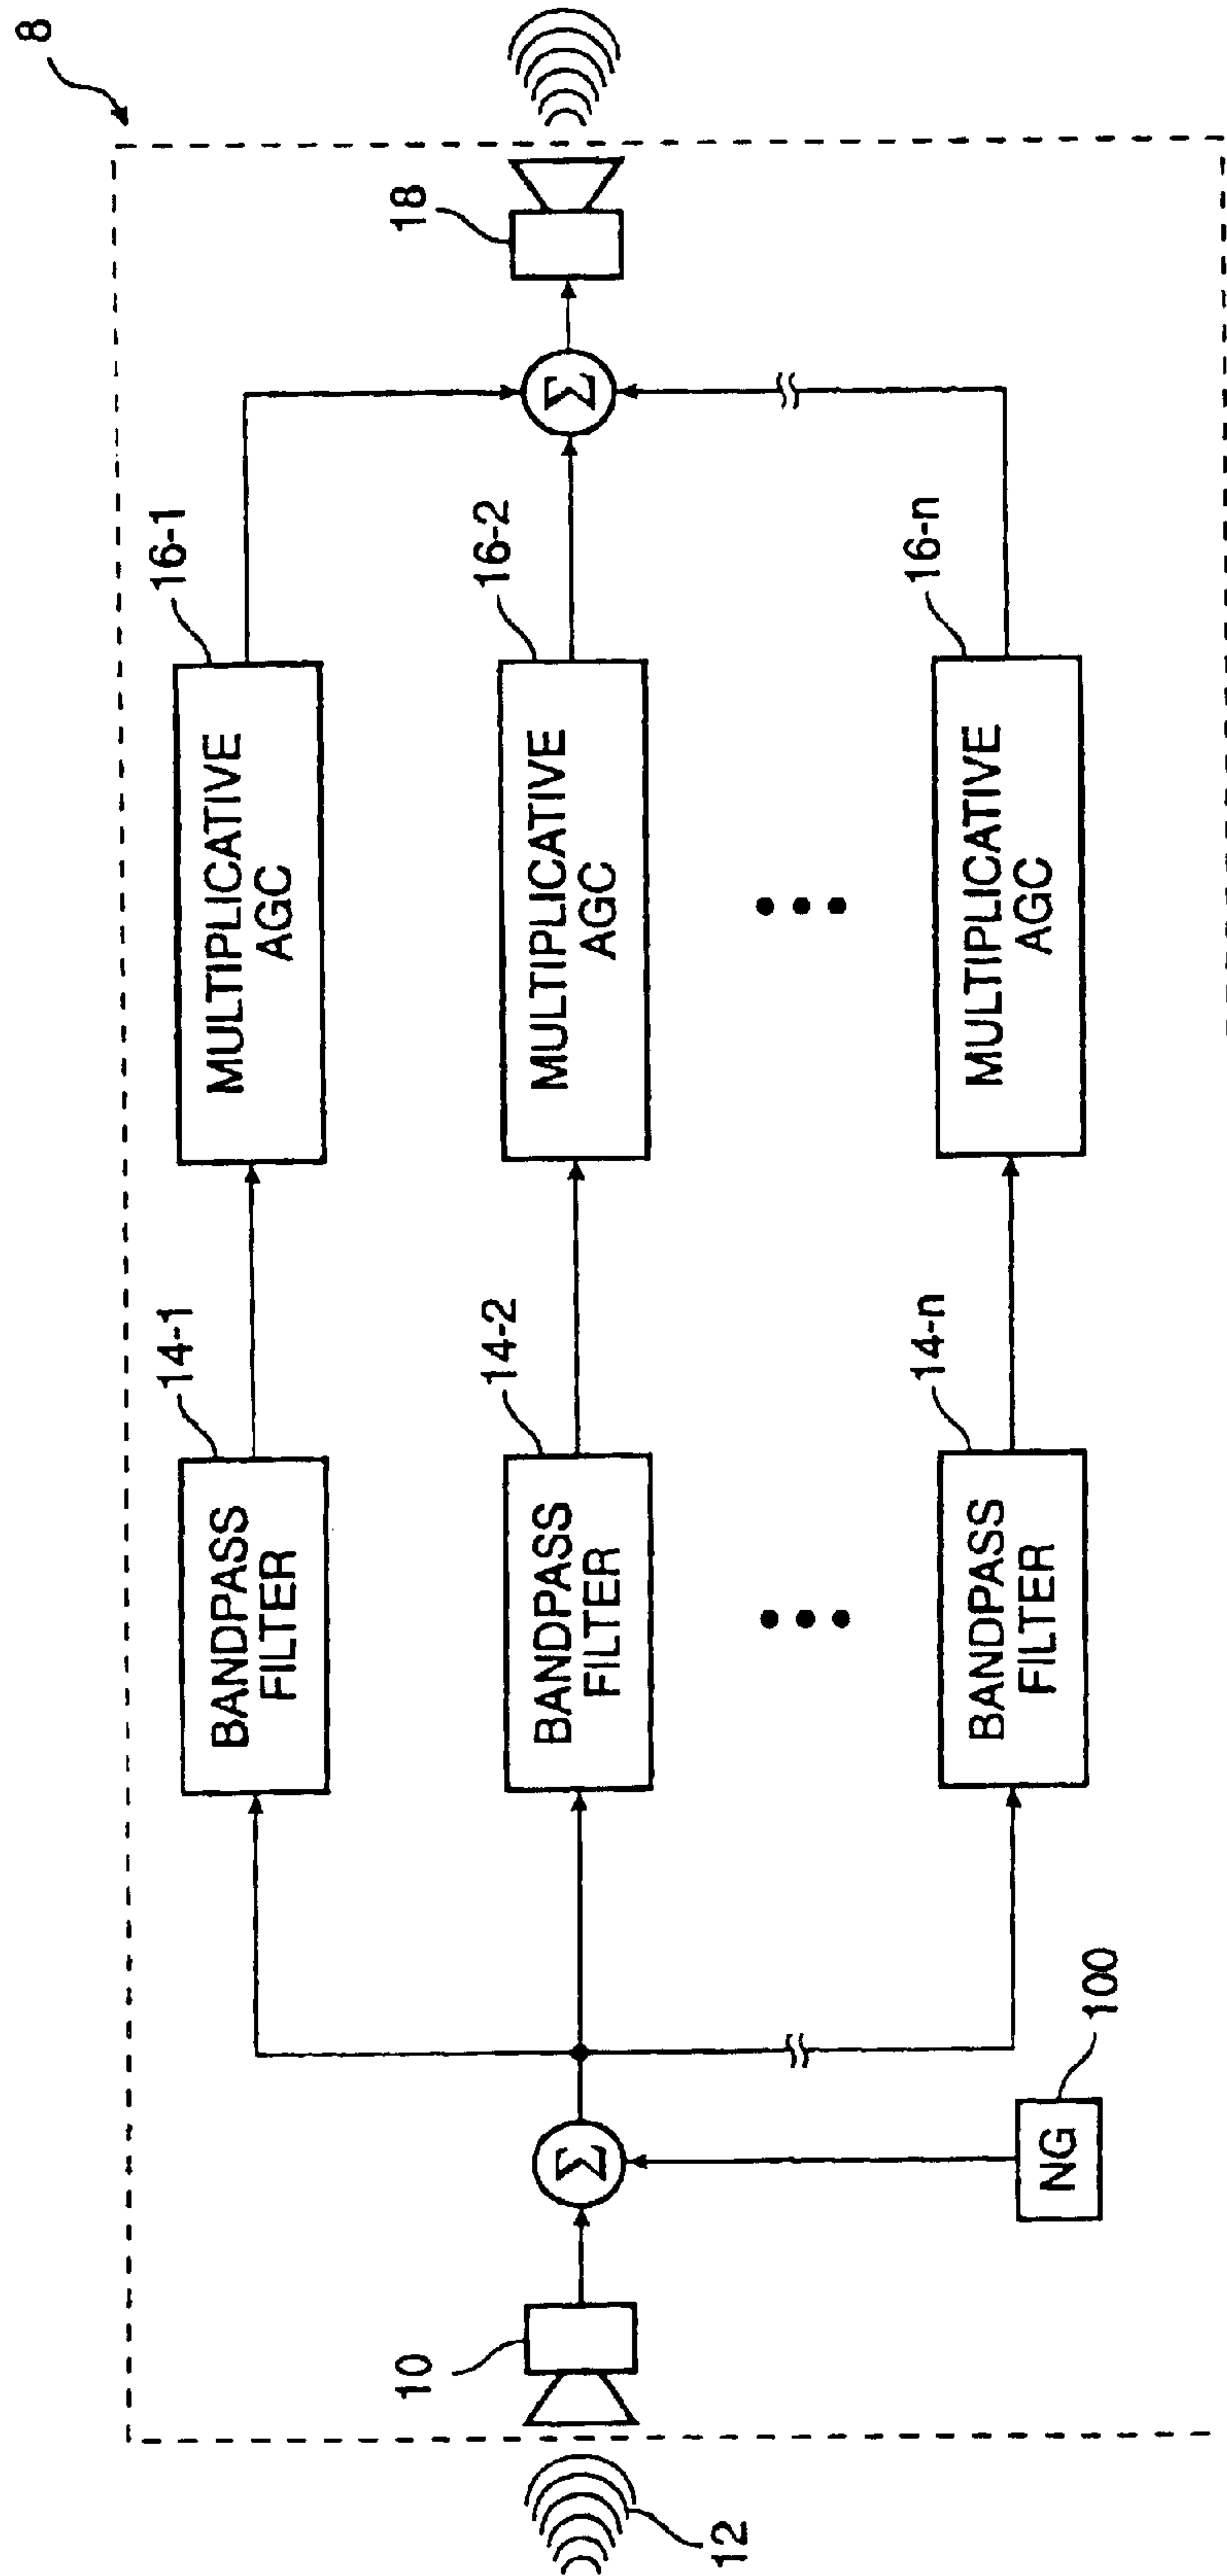 8
12
10
Σ
NG
100
BANDPASS
FILTER
14-1
MULTIPLICATIVE
AGC
16-1
BANDPASS
FILTER
14-2
MULTIPLICATIVE
AGC
16-2
• • •
• • •
BANDPASS
FILTER
14-n
MULTIPLICATIVE
AGC
16-n
Σ
18